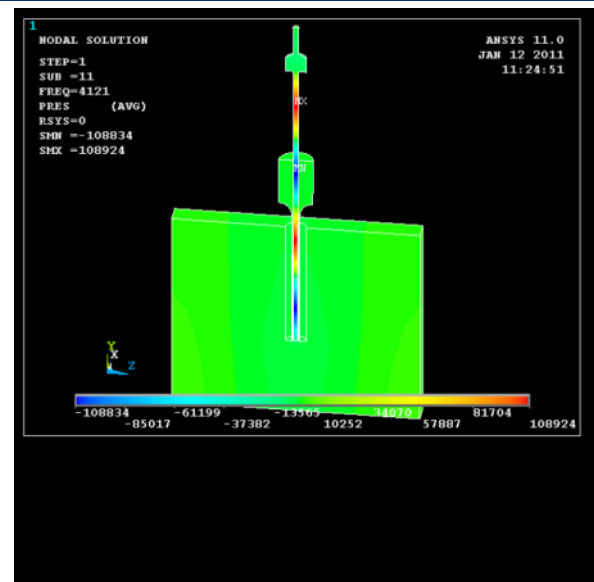 1
NODAL SOLUTION
STEP=1
SUB =11
FREQ=4121
PRES (AVG)
RSYS=0
SMN =-108834
SMX =108924
ANSYS 11.0
JAN 12 2011
11:24:51
MX
MN
Y
X
Z
-108834 -61199 -13565 34070 81704
-85017 -37382 10252 57887 108924